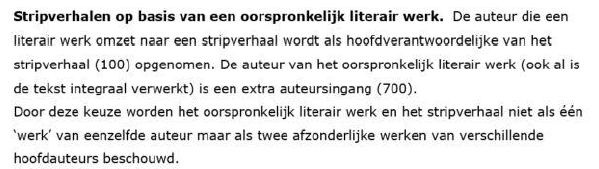 Stripverhalen op basis van een oorspronkelijk literair werk. De auteur die een
literair werk omzet naar een stripverhaal wordt als hoofdverantwoordelijke van het
stripverhaal (100) opgenomen. De auteur van het oorspronkelijk literair werk (ook al is
de tekst integraal verwerkt) is een extra auteursingang (700).
Door deze keuze worden het oorspronkelijk literair werk en het stripverhaal niet als één
‘werk’ van eenzelfde auteur maar als twee afzonderlijke werken van verschillende
hoofdauteurs beschouwd.